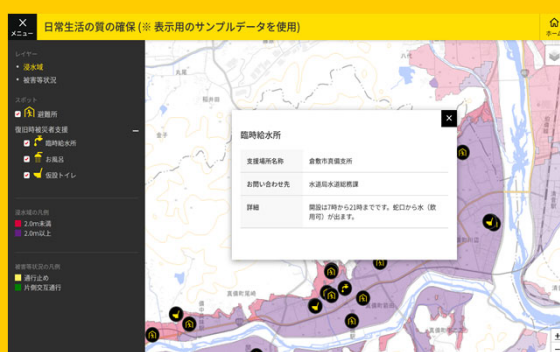 メニュー
日常生活の質の確保 (※ 表示用のサンプルデータを使用)
ホーム
レイヤー
浸水域
被害等状況
スポット
避難所
復旧時被災者支援
臨時給水所
お風呂
仮設トイレ
浸水域の凡例
2.0m未満
2.0m以上
被害等状況の凡例
通行止め
片側交互通行
臨時給水所
支援場所名称 倉敷市真備支所
お問い合わせ先 水道局水道総務課
詳細 開設は7時から21時までです。蛇口から水(飲
用可)が出ます。
八代
真備町尾崎